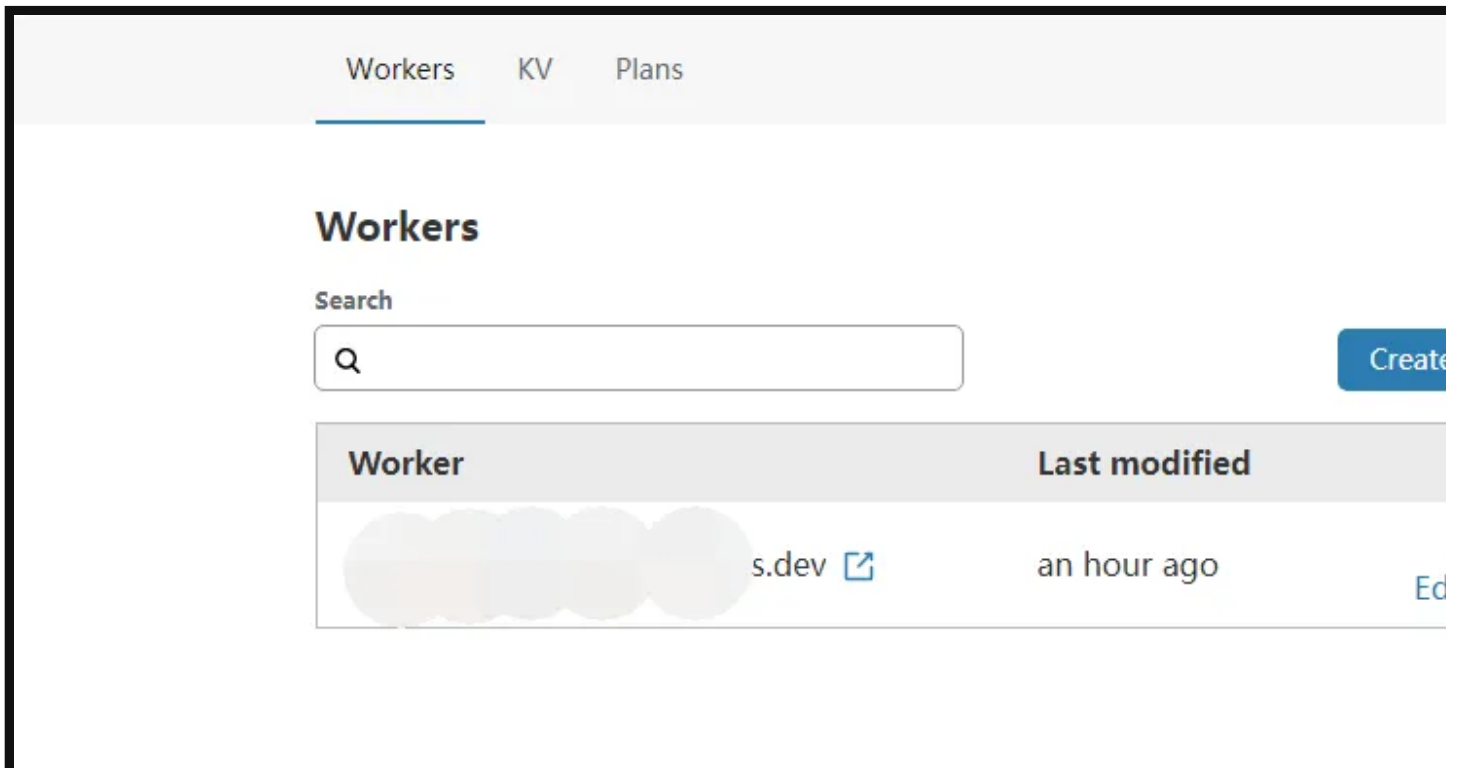 Workers KV Plans
Workers
Search
Create
Worker Last modified
s.dev an hour ago
Ed